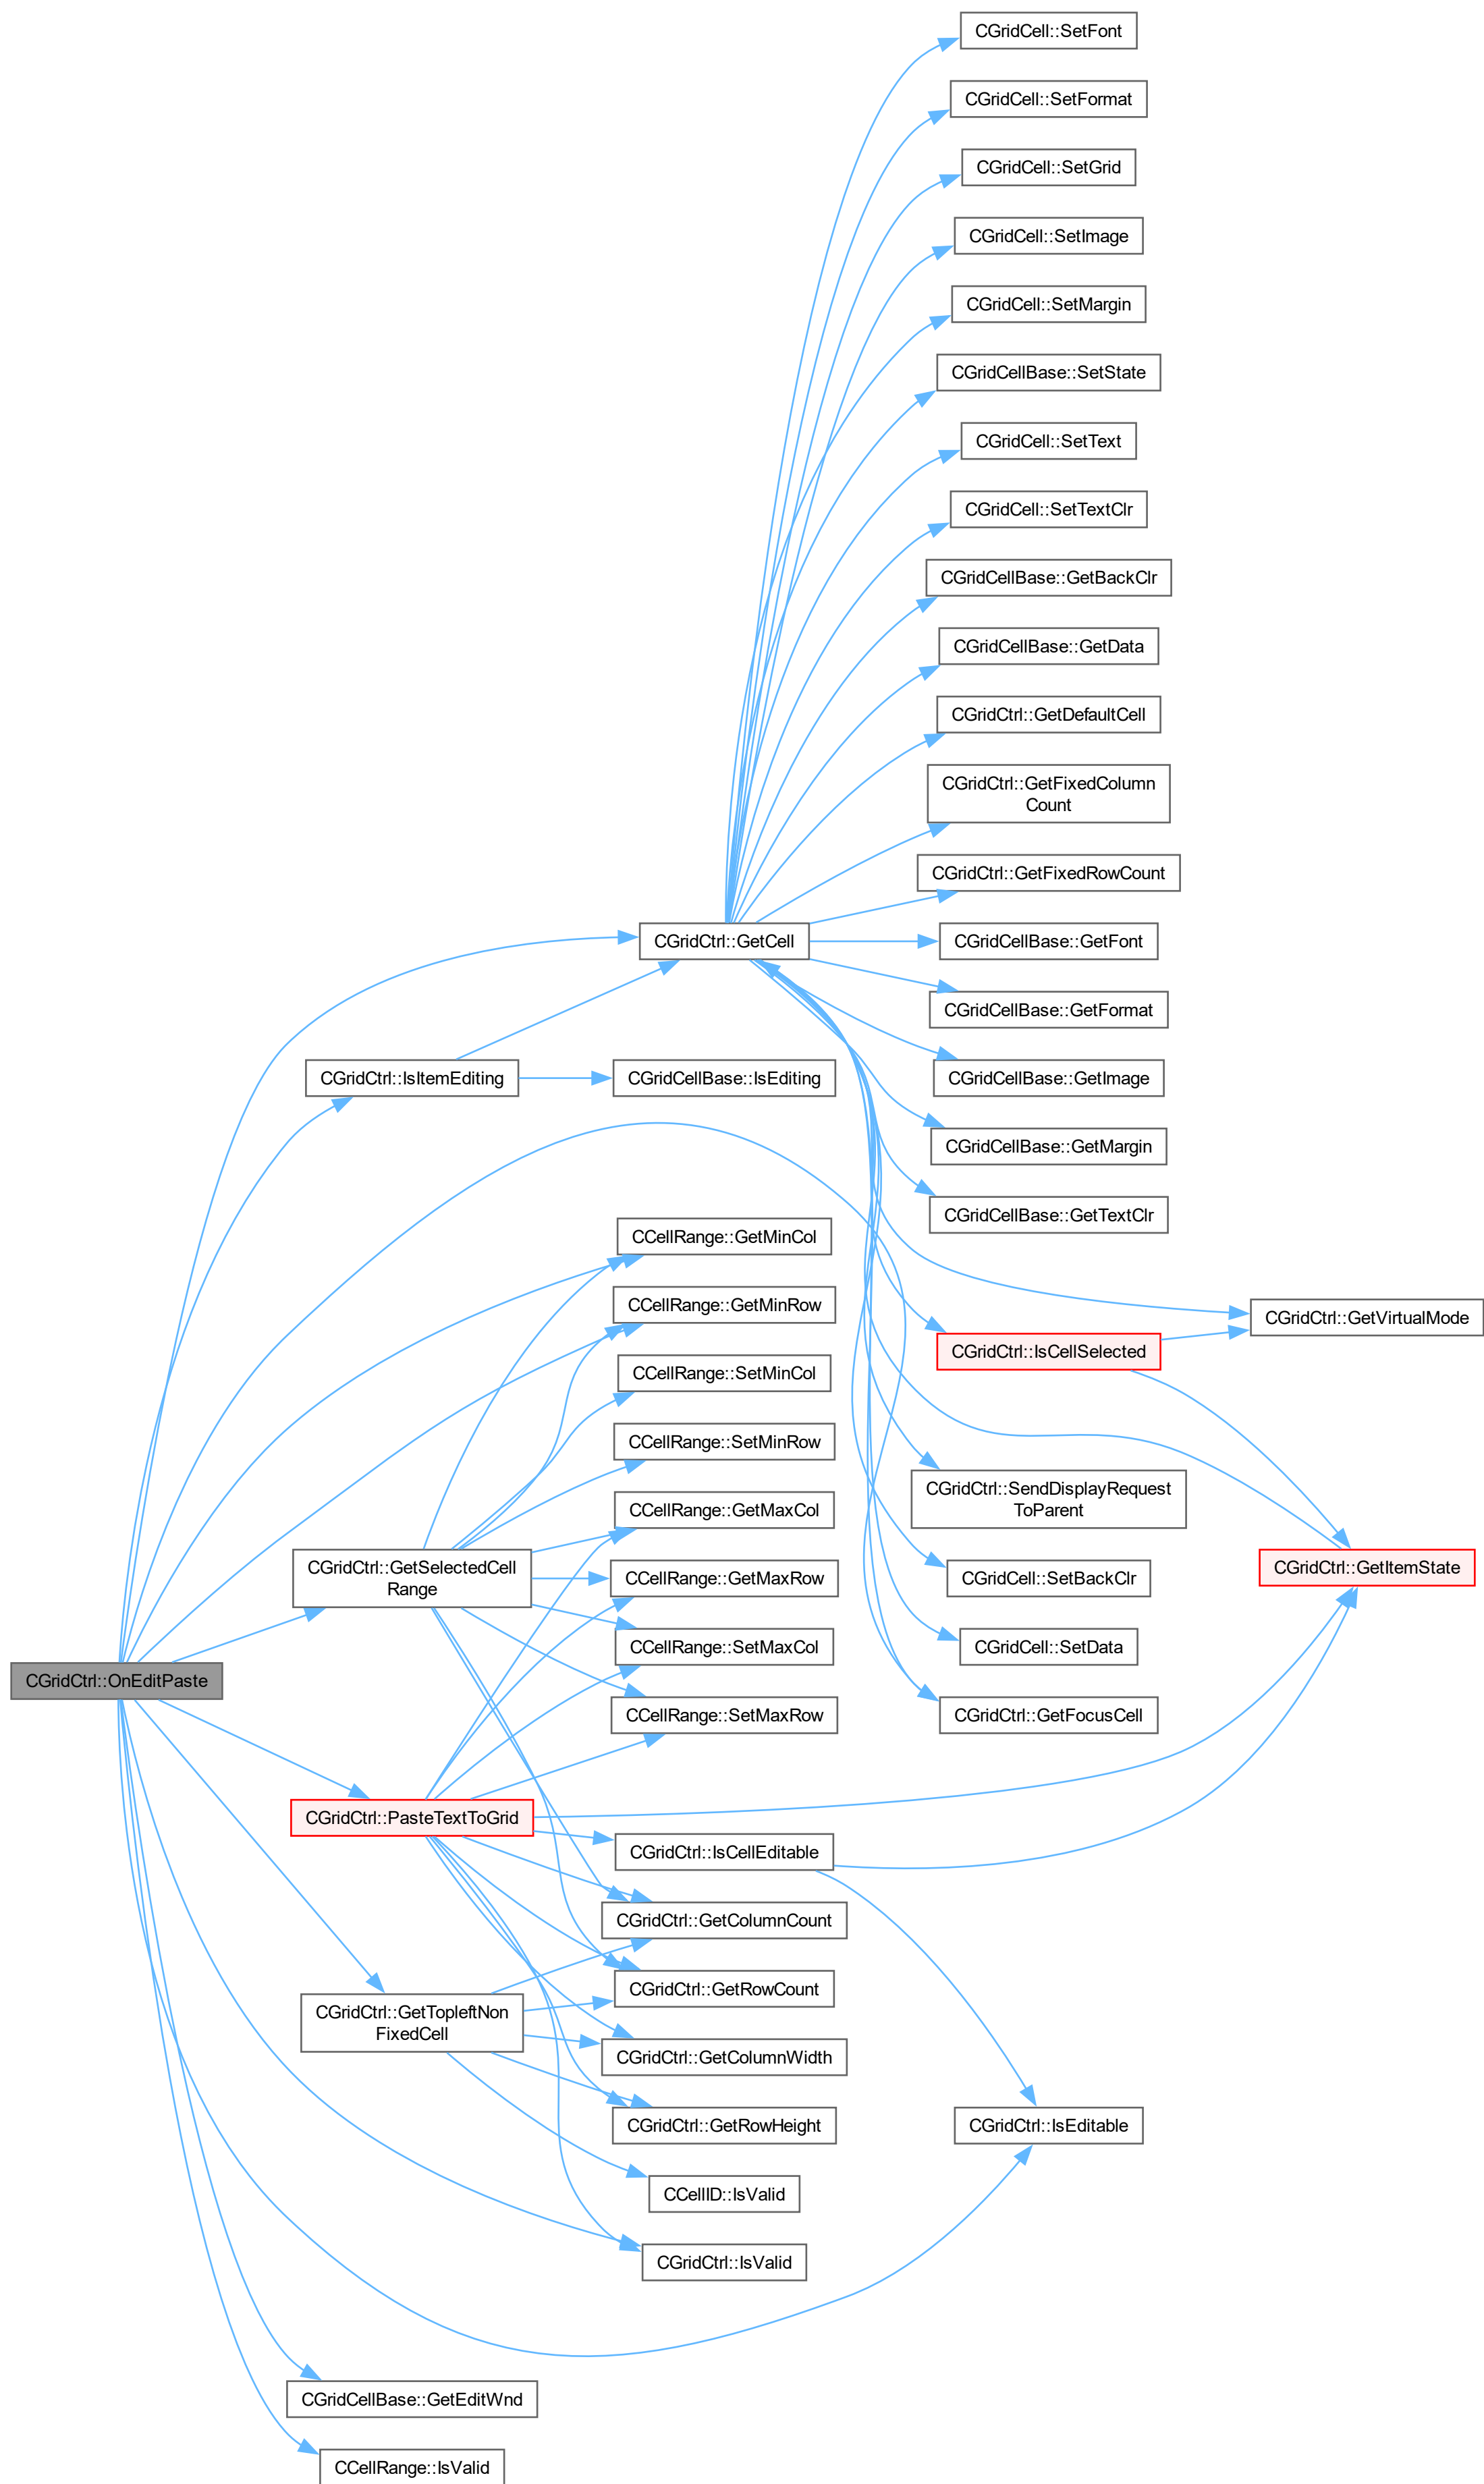 CGridCell::SetFont
CGridCell::SetFormat
CGridCell::SetGrid
CGridCell::SetImage
CGridCell::SetMargin
CGridCellBase::SetState
CGridCell::SetText
CGridCell::SetTextClr
CGridCellBase::GetBackClr
CGridCellBase::GetData
CGridCtrl::GetDefaultCell
CGridCtrl::GetFixedColumn
Count
CGridCtrl::GetFixedRowCount
CGridCtrl::GetCell
CGridCellBase::GetFont
CGridCellBase::GetFormat
CGridCtrl::IsItemEditing
CGridCellBase::IsEditing
CGridCellBase::GetImage
CGridCellBase::GetMargin
CGridCellBase::GetTextClr
CCellRange::GetMinCol
CCellRange::GetMinRow
CGridCtrl::GetVirtualMode
CGridCtrl::IsCellSelected
CCellRange::SetMinCol
CCellRange::SetMinRow
CGridCtrl::SendDisplayRequest
ToParent
CCellRange::GetMaxCol
CGridCtrl::GetSelectedCell
Range
CCellRange::GetMaxRow
CGridCell::SetBackClr
CGridCtrl::GetItemState
CCellRange::SetMaxCol
CGridCell::SetData
CGridCtrl::OnEditPaste
CCellRange::SetMaxRow
CGridCtrl::GetFocusCell
CGridCtrl::PasteTextToGrid
CGridCtrl::IsCellEditable
CGridCtrl::GetColumnCount
CGridCtrl::GetRowCount
CGridCtrl::GetTopleftNon
FixedCell
CGridCtrl::GetColumnWidth
CGridCtrl::GetRowHeight
CGridCtrl::IsEditable
CCellID::IsValid
CGridCtrl::IsValid
CGridCellBase::GetEditWnd
CCellRange::IsValid